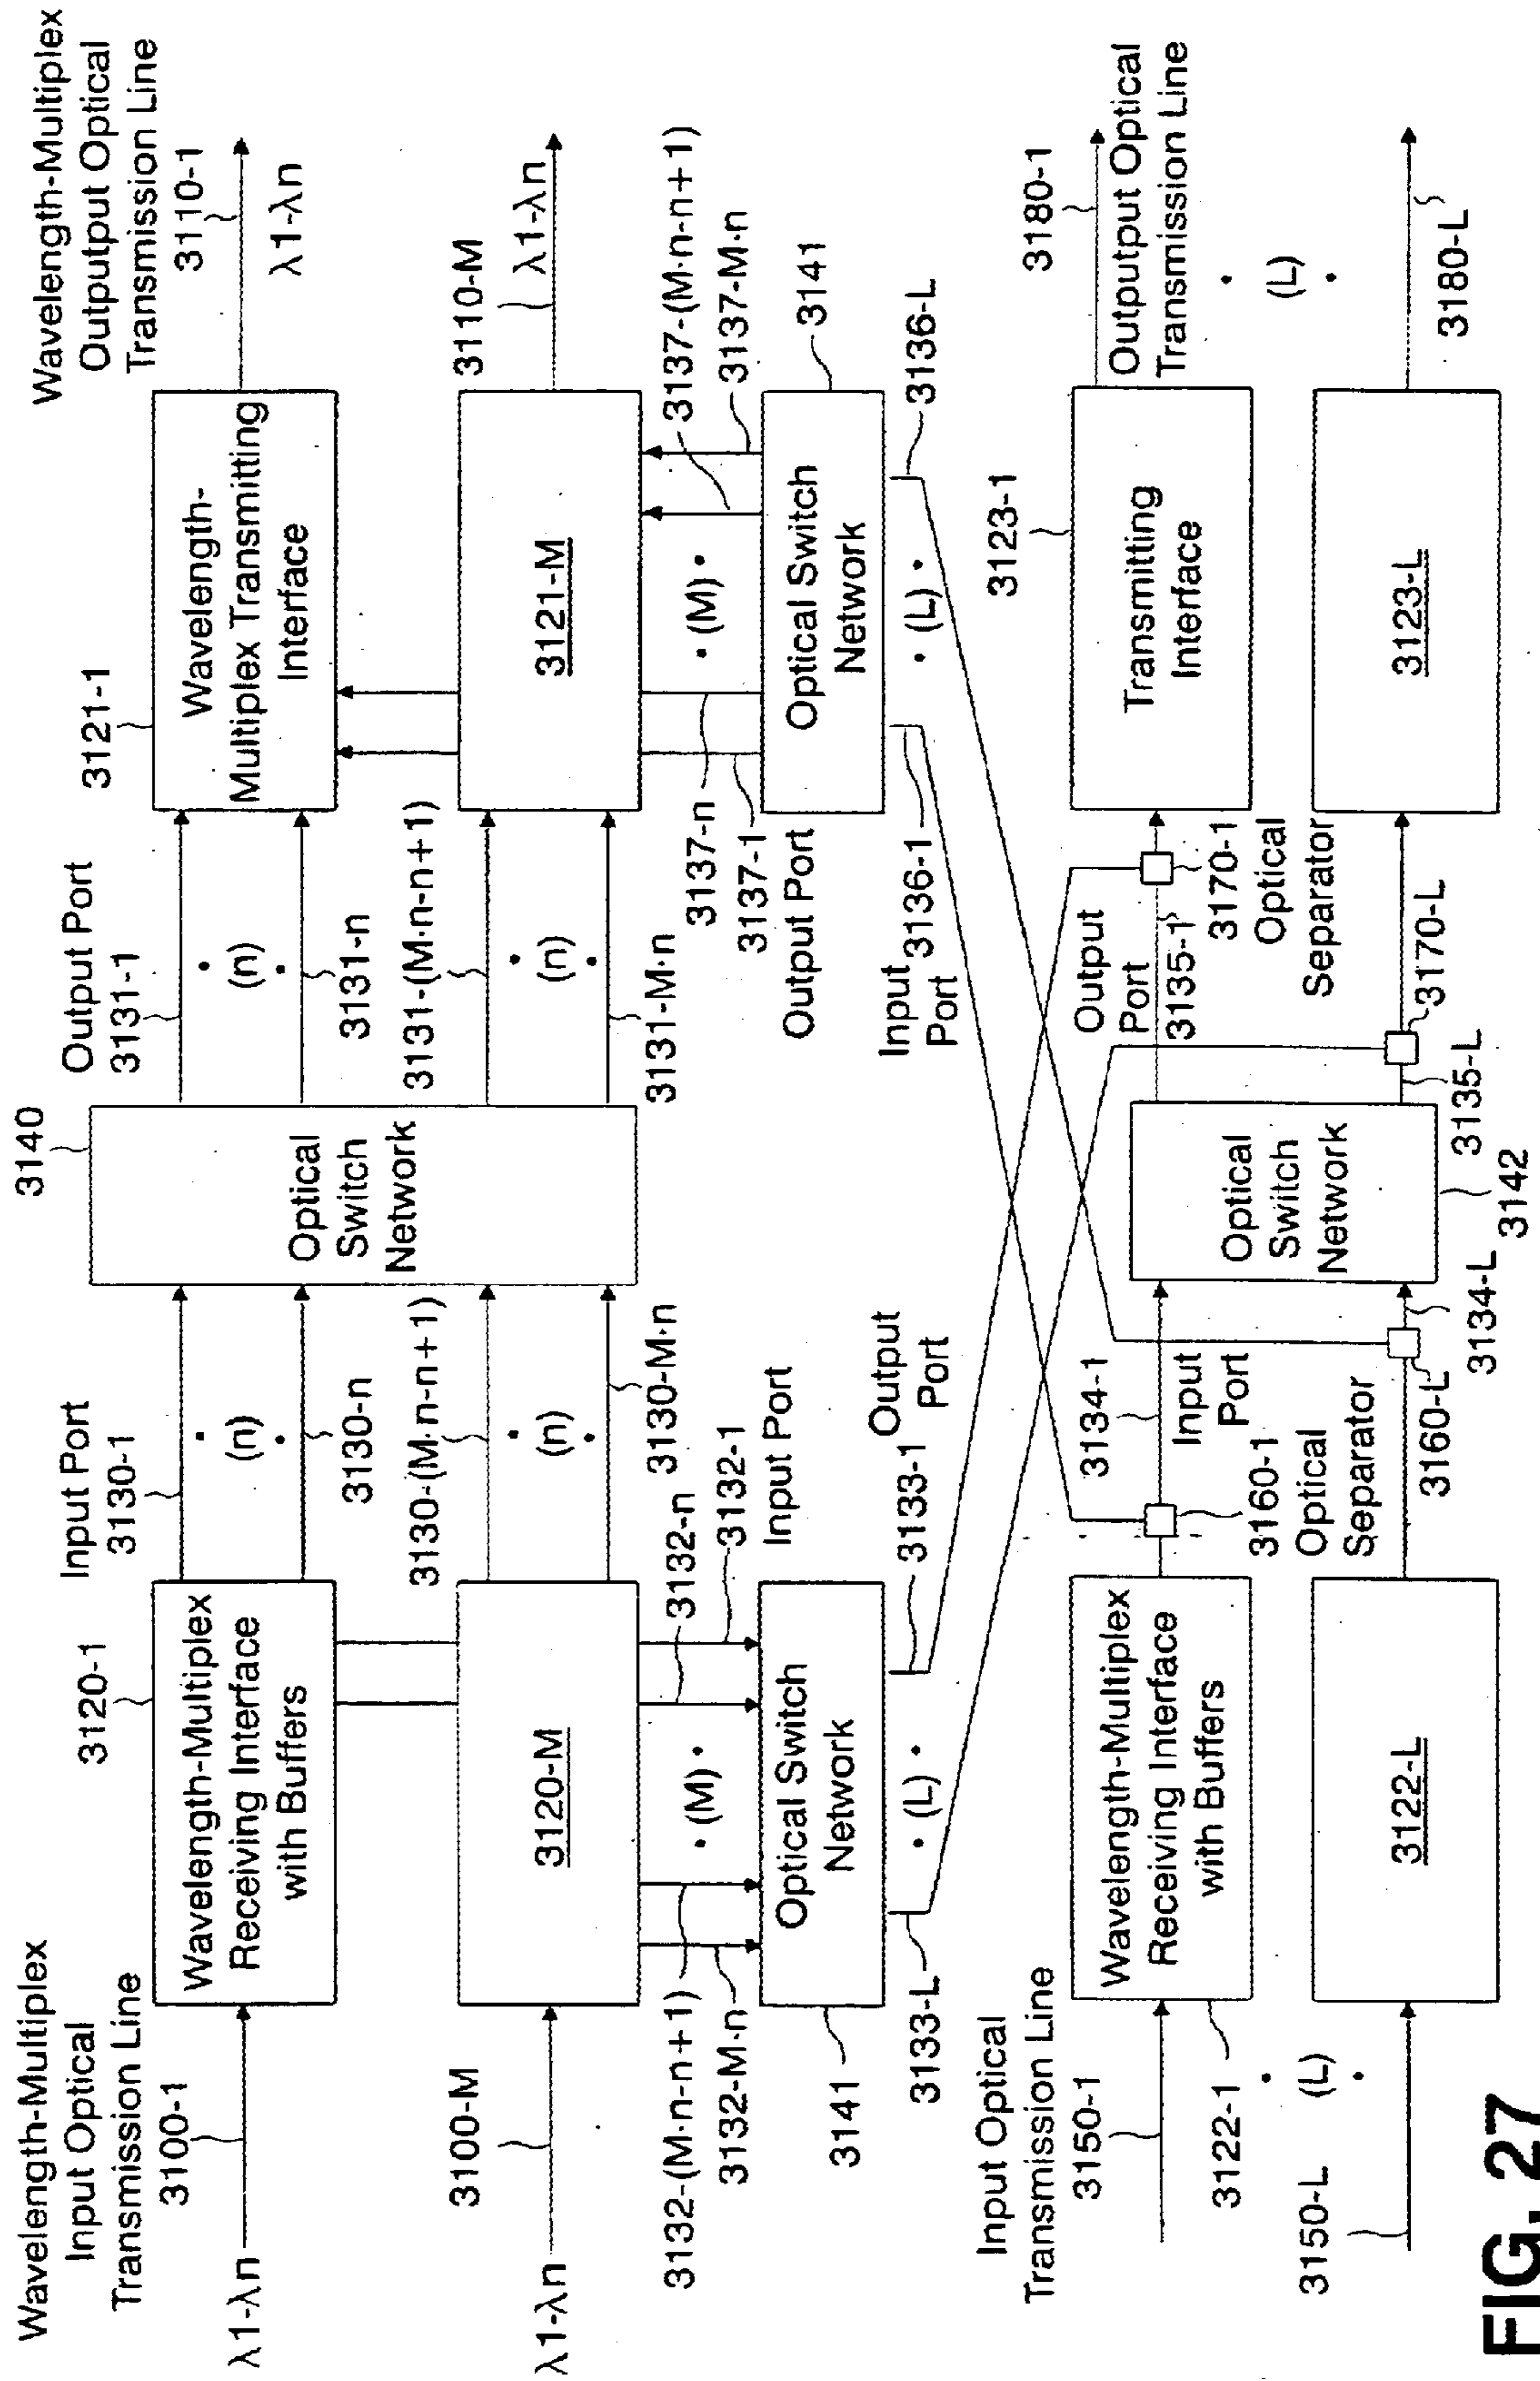 Wavelength-Multiplex
Input Optical
Transmission Line
3100-1
λ1-λn
3120-1
Wavelength-Multiplex
Receiving Interface
with Buffers
Input Port
3130-1
(n)
3130-n
3140
Optical
Switch
Network
Output Port
3131-1
(n)
3131-n
3121-1
Wavelength-
Multiplex Transmitting
Interface
Wavelength-Multiplex
Outputput Optical
Transmission Line
3110-1
λ1-λn
3100-M
λ1-λn
3120-M
3130-(M·n-n+1)
(n)
3130-M·n
3131-(M·n-n+1)
(n)
3131-M·n
3121-M
3110-M
λ1-λn
3132-(M·n-n+1)
3132-M·n
(M)
3132-n
3132-1
Input Port
3137-n
3137-1
Output Port
(M)
3137-(M·n-n+1)
3137-M·n
3141
Optical Switch
Network
Optical Switch
Network
3141
3133-L
(L)
3133-1
Output
Port
Input
Port
3136-1
(L)
3136-L
Input Optical
Transmission Line
3150-1
3122-1
Wavelength-Multiplex
Receiving Interface
with Buffers
3160-1
Optical
Separator
3134-1
Input
Port
Optical
Switch
Network
3142
Output
Port
3135-1
3170-1
Optical
Separator
3123-1
Transmitting
Interface
3180-1
Outputput Optical
Transmission Line
(L)
(L)
3150-L
3122-L
3160-L
3134-L
3135-L
3170-L
3123-L
3180-L
FIG. 27